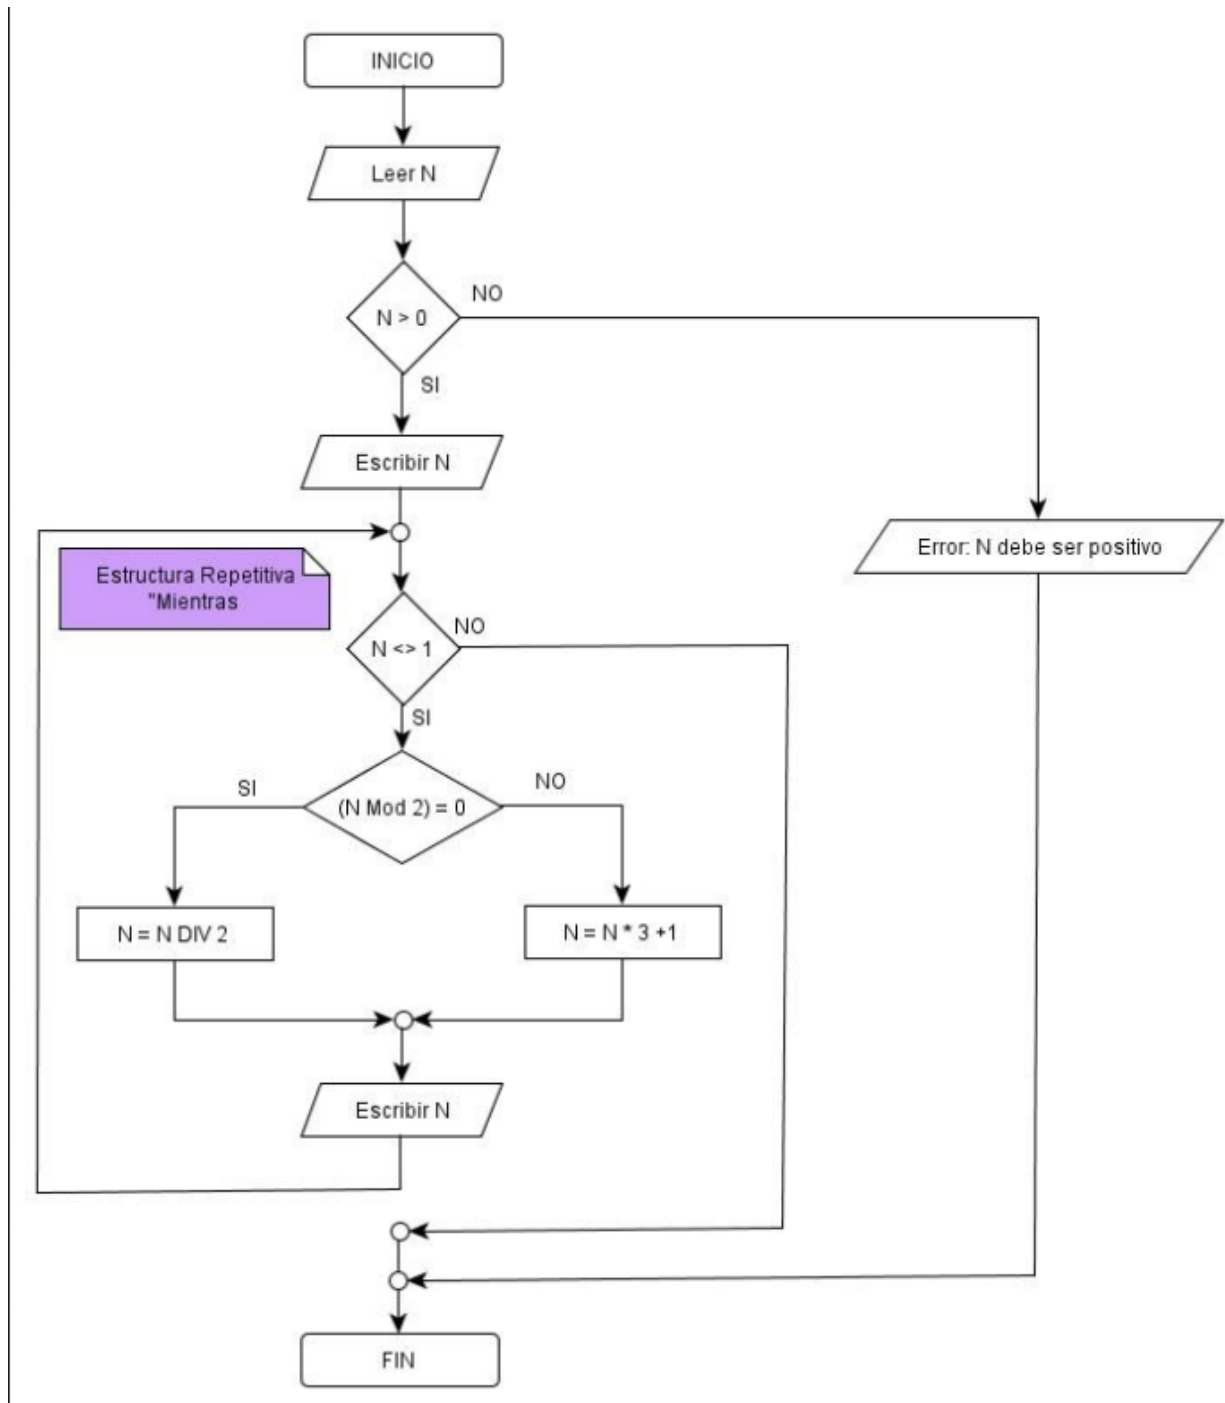 INICIO
Leer N
N > 0
NO
SI
Escribir N
Error: N debe ser positivo
Estructura Repetitiva
"Mientras
N <> 1
NO
SI
(N Mod 2) = 0
SI
NO
N = N DIV 2
N = N * 3 +1
Escribir N
FIN